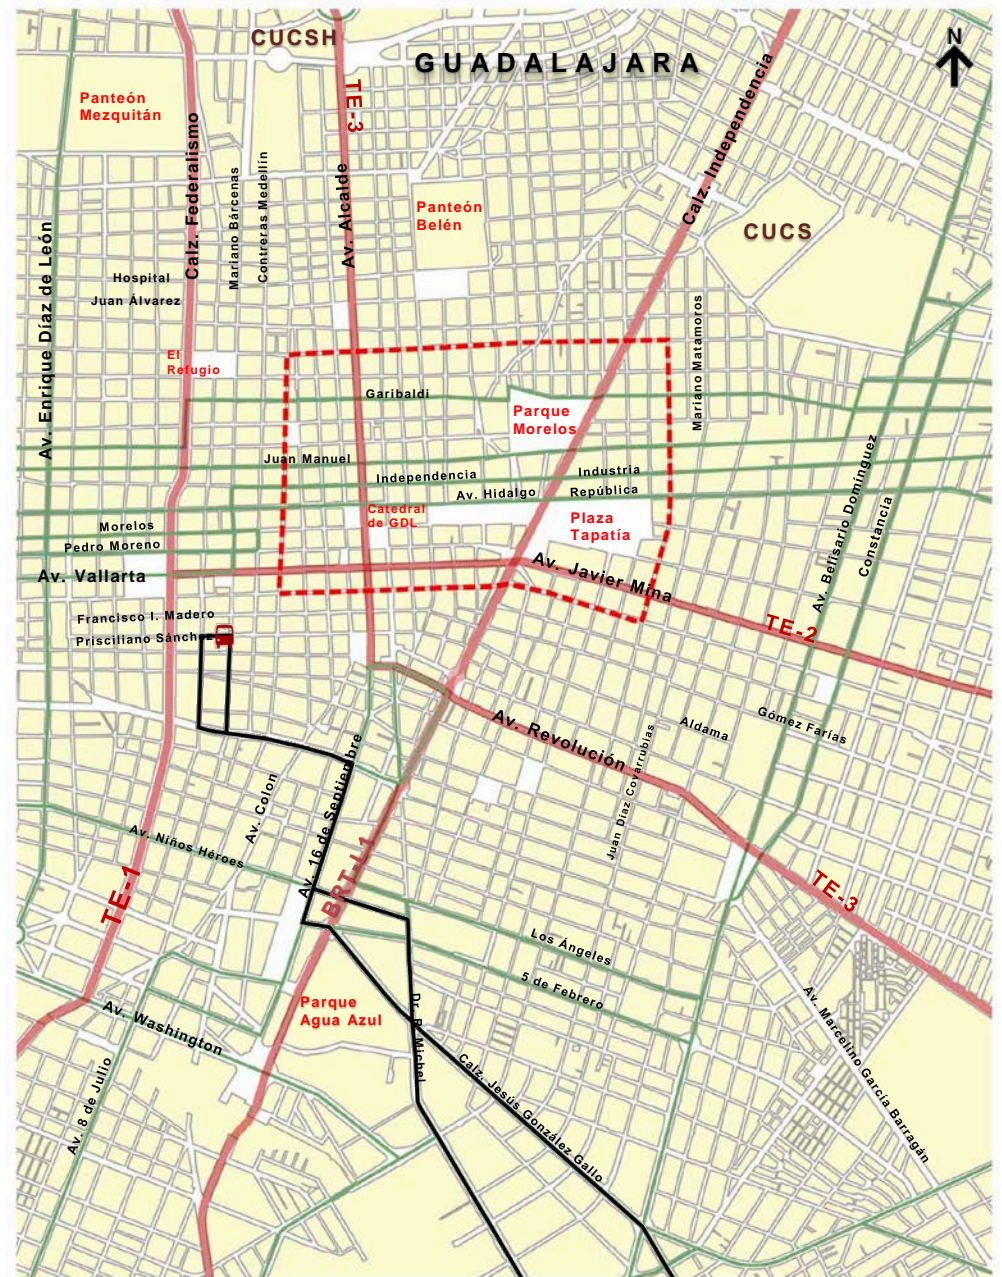 CUCSH
GUADALAJARA
N
Panteón
Mezquitán
TE-3
Calz. Independencia
Calz. Federalismo
Mariano Bárcenas
Contreras Medellín
Av. Alcalde
Panteón
Belén
CUCS
Av. Enrique Díaz de León
Hospital
Juan Álvarez
Mariano Matamoros
El
Refugio
Garibaldi
Parque
Morelos
Juan Manuel
Independencia
Industria
Av. Hidalgo
República
Av. Belisario Domínguez
Constancia
Morelos
Catedral
de GDL
Plaza
Tapatía
Pedro Moreno
Av. Vallarta
Av. Javier Mina
Francisco I. Madero
Prisciliano Sánchez
TE-2
Av. Revolución
Aldama
Gómez Farías
Juan Díaz Covarrubias
Av. Colon
Av. 16 de Septiembre
Av. Niños Héroes
BRT-L1
TE-1
TE-3
Los Ángeles
5 de Febrero
Parque
Agua Azul
Dr. R. Michel
Av. Washington
Av. Marcelino García Barragán
Calz. Jesús González Gallo
Av. 8 de Julio